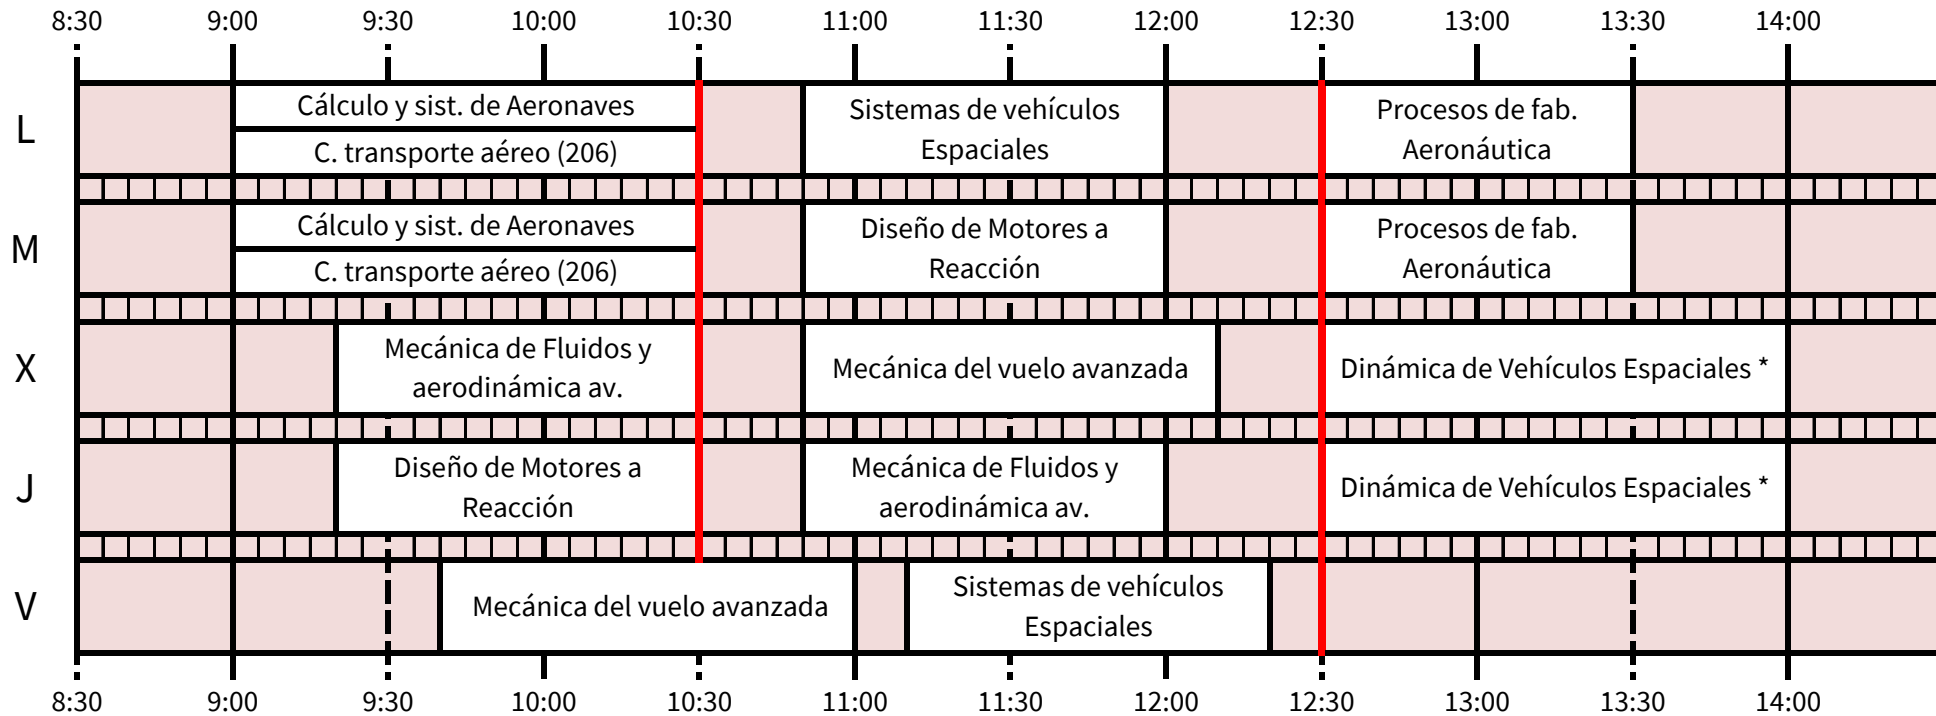 8:30 9:00 9:30 10:00 10:30 11:00 11:30 12:00 12:30 13:00 13:30 14:00
L
Cálculo y sist. de Aeronaves
C. transporte aéreo (206)
Sistemas de vehículos
Espaciales
Procesos de fab.
Aeronáutica
M
Cálculo y sist. de Aeronaves
C. transporte aéreo (206)
Diseño de Motores a
Reacción
Procesos de fab.
Aeronáutica
X
Mecánica de Fluidos y
aerodinámica av.
Mecánica del vuelo avanzada
Dinámica de Vehículos Espaciales *
J
Diseño de Motores a
Reacción
Mecánica de Fluidos y
aerodinámica av.
Dinámica de Vehículos Espaciales *
V
Mecánica del vuelo avanzada
Sistemas de vehículos
Espaciales
8:30 9:00 9:30 10:00 10:30 11:00 11:30 12:00 12:30 13:00 13:30 14:00